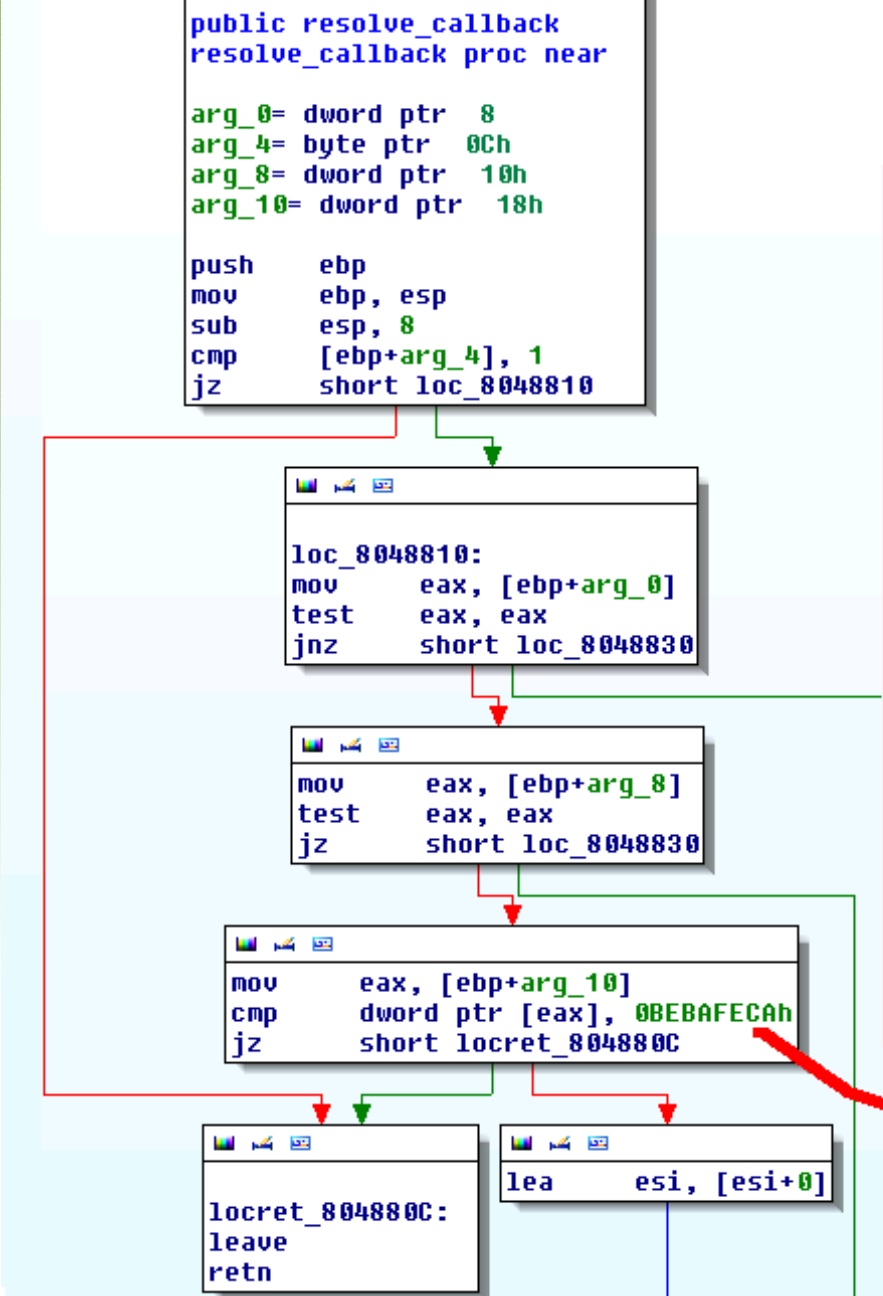 public resolve_callback
resolve_callback proc near
arg_0= dword ptr  8
arg_4= byte ptr  0Ch
arg_8= dword ptr  10h
arg_10= dword ptr  18h
push    ebp
mov     ebp, esp
sub     esp, 8
cmp     [ebp+arg_4], 1
jz      short loc_8048810
loc_8048810:
mov     eax, [ebp+arg_0]
test    eax, eax
jnz     short loc_8048830
mov     eax, [ebp+arg_8]
test    eax, eax
jz      short loc_8048830
mov     eax, [ebp+arg_10]
cmp     dword ptr [eax], 0BEBAFECAh
jz      short locret_804880C
locret_804880C:
leave
retn
lea     esi, [esi+0]